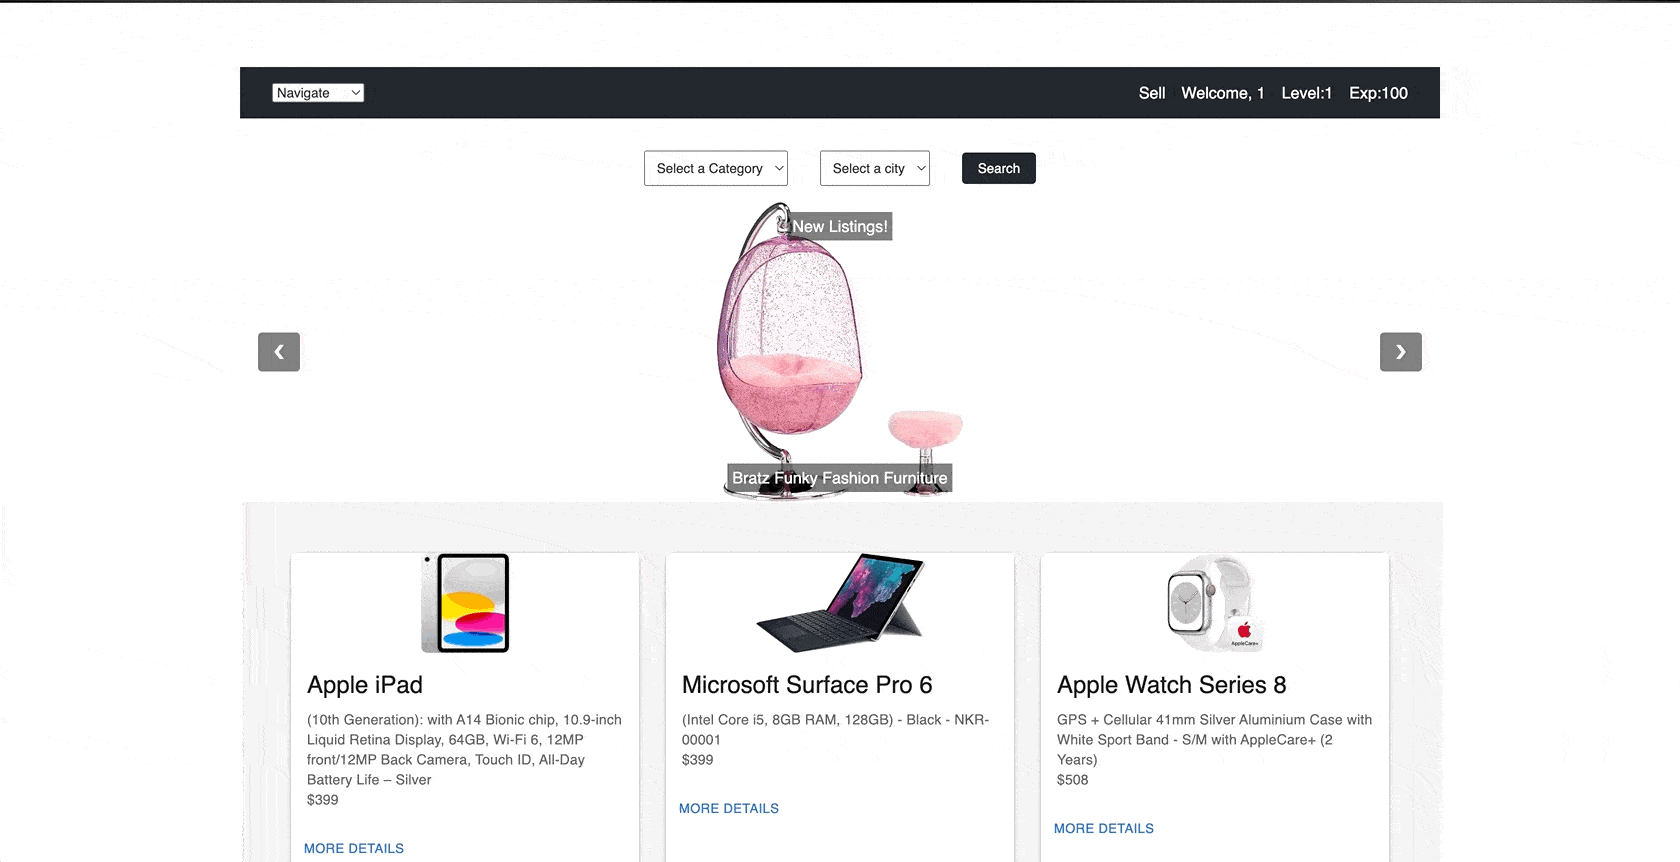 Navigate
Sell Welcome, 1 Level:1 Exp:100
Select a Category Select a city Search
New Listings!
❮ ❯
Bratz Funky Fashion Furniture
Apple iPad
(10th Generation): with A14 Bionic chip, 10.9-inch
Liquid Retina Display, 64GB, Wi-Fi 6, 12MP
front/12MP Back Camera, Touch ID, All-Day
Battery Life – Silver
$399
MORE DETAILS
Microsoft Surface Pro 6
(Intel Core i5, 8GB RAM, 128GB) - Black - NKR-
00001
$399
MORE DETAILS
AppleCare+
Apple Watch Series 8
GPS + Cellular 41mm Silver Aluminium Case with
White Sport Band - S/M with AppleCare+ (2
Years)
$508
MORE DETAILS